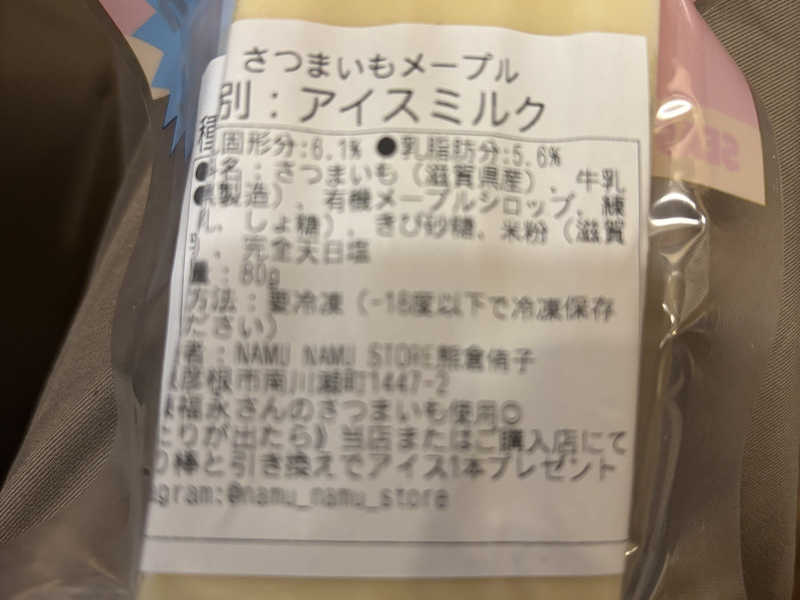 さつまいもメープル
種
別：アイスミルク
固形分：6.1% ●乳脂肪分：5.6%
●
名：さつまいも（滋賀県産）、牛乳
●
製造）、有機メープルシロップ、練
乳、しょ糖）、きび砂糖、米粉（滋賀
、完全天日塩
量：80g
方法：要冷凍（-18度以下で冷凍保存
ださい）
者：NAMU NAMU STORE熊倉侑子
彦根市南川瀬町1447-2
福永さんのさつまいも使用◎
たりが出たら）当店またはご購入店にて
り棒と引き換えでアイス1本プレゼント
agram:@namu_namu_store
SE